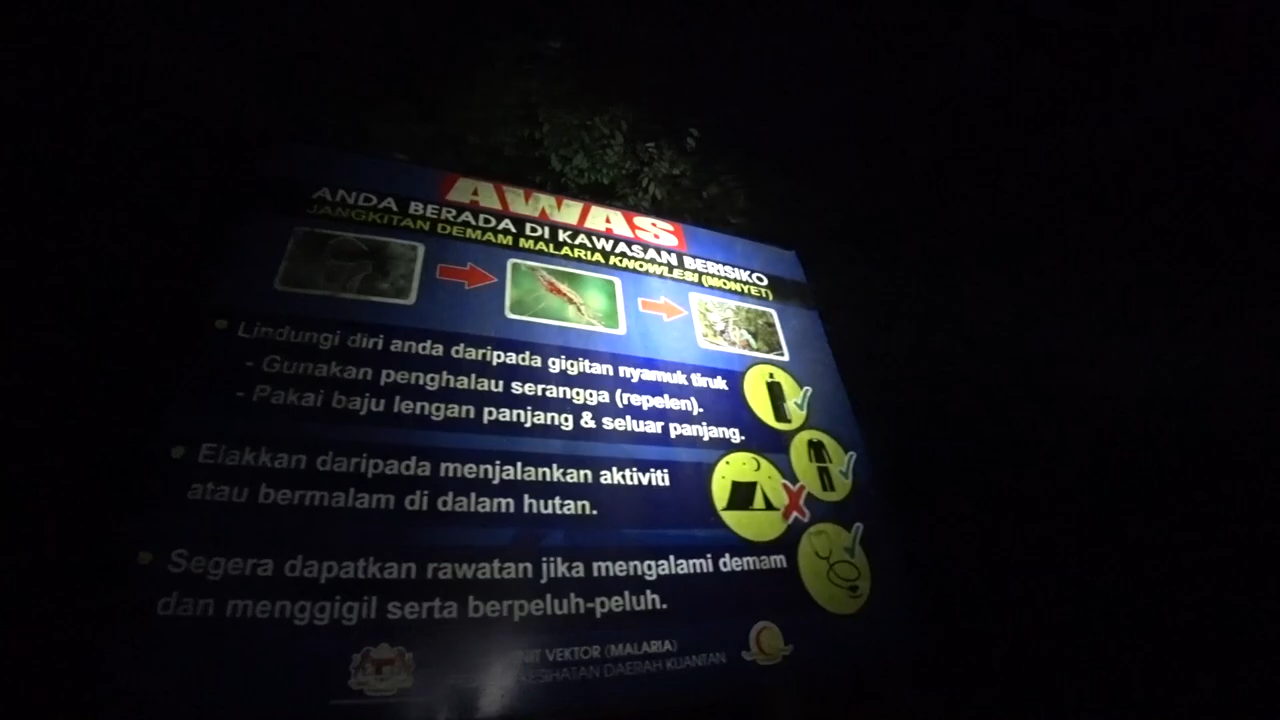 AWAS
ANDA BERADA DI KAWASAN BERISIKO
JANGKITAN DEMAM MALARIA KNOWLESI (MONYET)
• Lindungi diri anda daripada gigitan nyamuk tiruk
- Gunakan penghalau serangga (repelen).
- Pakai baju lengan panjang & seluar panjang.
• Elakkan daripada menjalankan aktiviti
atau bermalam di dalam hutan.
• Segera dapatkan rawatan jika mengalami demam
dan menggigil serta berpeluh-peluh.
UNIT VEKTOR (MALARIA)
KESIHATAN DAERAH KUANTAN